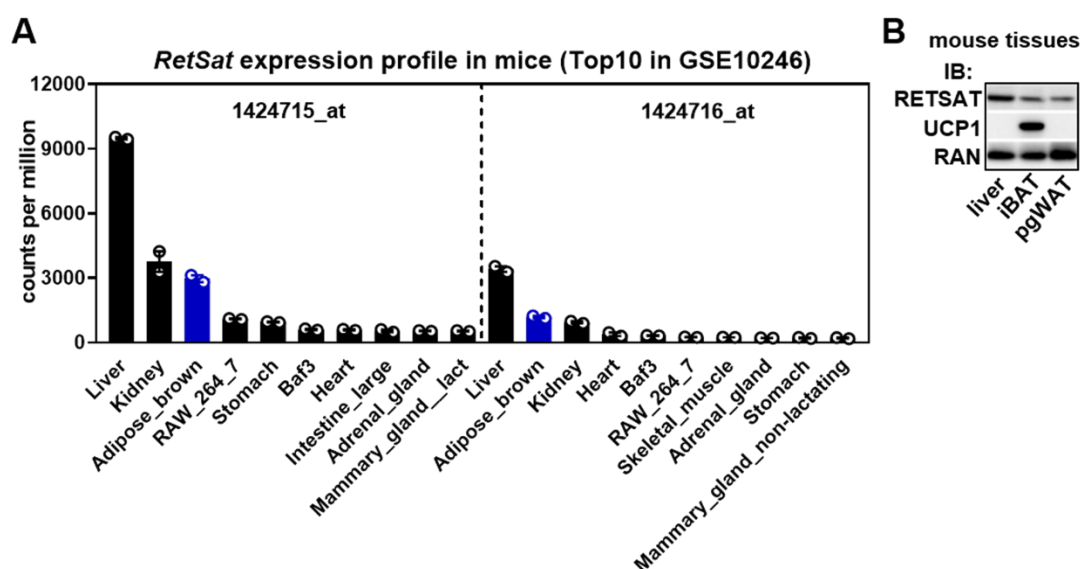 A
RetSat expression profile in mice (Top10 in GSE10246)
counts per million
12000
9000
6000
3000
0
1424715_at
1424716_at
Liver
Kidney
Adipose_brown
RAW_264_7
Stomach
Baf3
Heart
Intestine_large
Adrenal_gland
Mammary_gland__lact
Liver
Adipose_brown
Kidney
Heart
Baf3
RAW_264_7
Skeletal_muscle
Adrenal_gland
Stomach
Mammary_gland_non-lactating
B
mouse tissues
IB:
RETSAT
UCP1
RAN
liver
iBAT
pgWAT